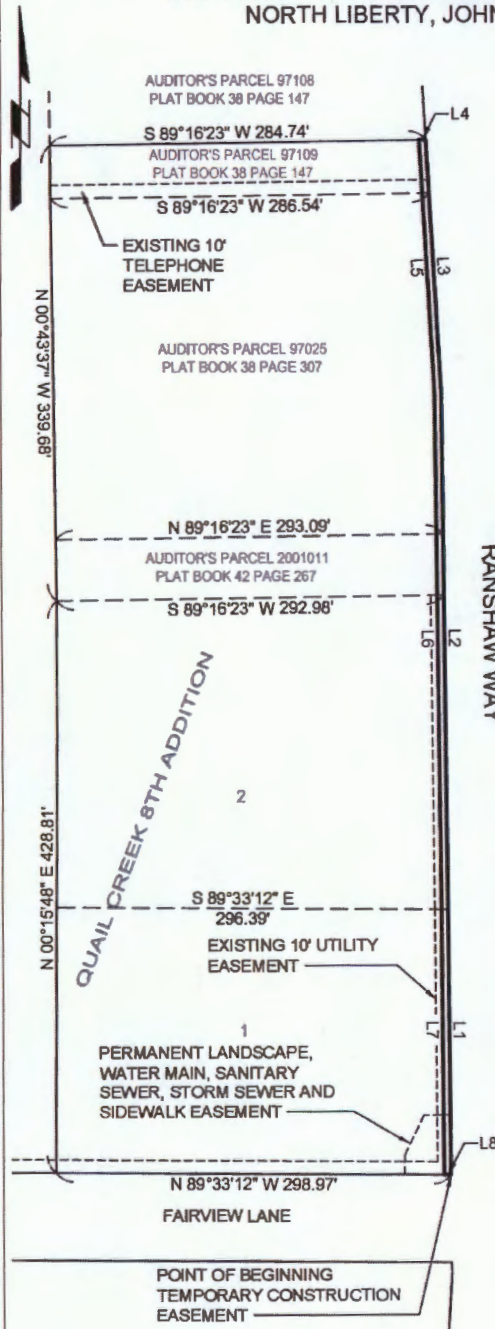 NORTH LIBERTY, JOHN
AUDITOR'S PARCEL 97108
PLAT BOOK 38 PAGE 147
L4
S 89°16'23" W 284.74'
AUDITOR'S PARCEL 97109
PLAT BOOK 38 PAGE 147
S 89°16'23" W 286.54'
EXISTING 10'
TELEPHONE
EASEMENT
L5
L3
N 00°43'37" W 339.68'
AUDITOR'S PARCEL 97025
PLAT BOOK 38 PAGE 307
N 89°16'23" E 293.09'
AUDITOR'S PARCEL 2001011
PLAT BOOK 42 PAGE 267
S 89°16'23" W 292.98'
L6
L2
RANSHAW WAY
QUAIL CREEK 8TH ADDITION
2
N 00°15'48" E 428.81'
S 89°33'12" E
296.39'
EXISTING 10' UTILITY
EASEMENT
1
L7
L1
PERMANENT LANDSCAPE,
WATER MAIN, SANITARY
SEWER, STORM SEWER AND
SIDEWALK EASEMENT
L8
N 89°33'12" W 298.97'
FAIRVIEW LANE
POINT OF BEGINNING
TEMPORARY CONSTRUCTION
EASEMENT